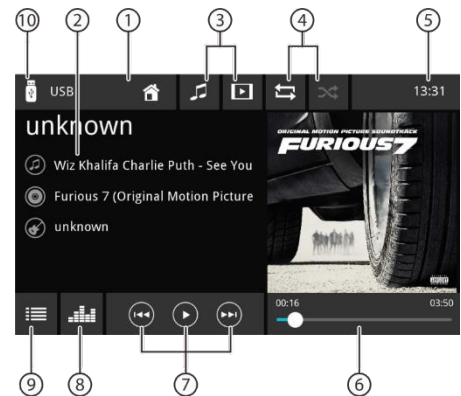 10 2 1 3 4 5
USB 13:31
unknown
Wiz Khalifa Charlie Puth - See You
Furious 7 (Original Motion Picture
unknown
ORIGINAL MOTION PICTURE SOUNDTRACK
FURIOUS 7
00:16 03:50
9 8 7 6